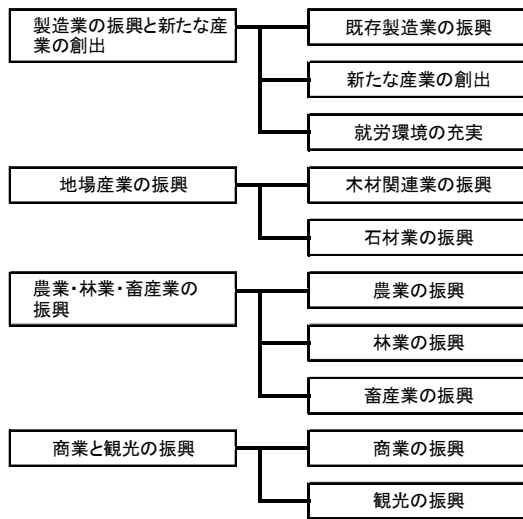 製造業の振興と新たな産
業の創出
既存製造業の振興
新たな産業の創出
就労環境の充実
地場産業の振興
木材関連業の振興
石材業の振興
農業・林業・畜産業の
振興
農業の振興
林業の振興
畜産業の振興
商業と観光の振興
商業の振興
観光の振興